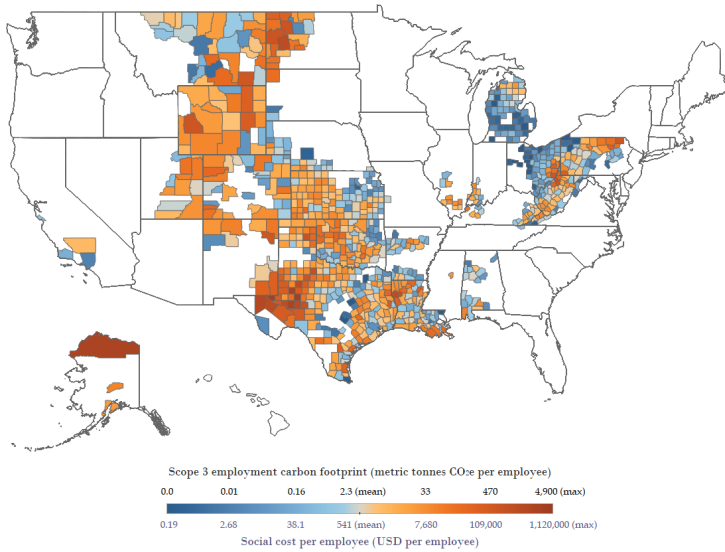 Scope 3 employment carbon footprint (metric tonnes CO₂e per employee)
0.0 0.01 0.16 2.3 (mean) 33 470 4,900 (max)
0.19 2.68 38.1 541 (mean) 7,680 109,000 1,120,000 (max)
Social cost per employee (USD per employee)